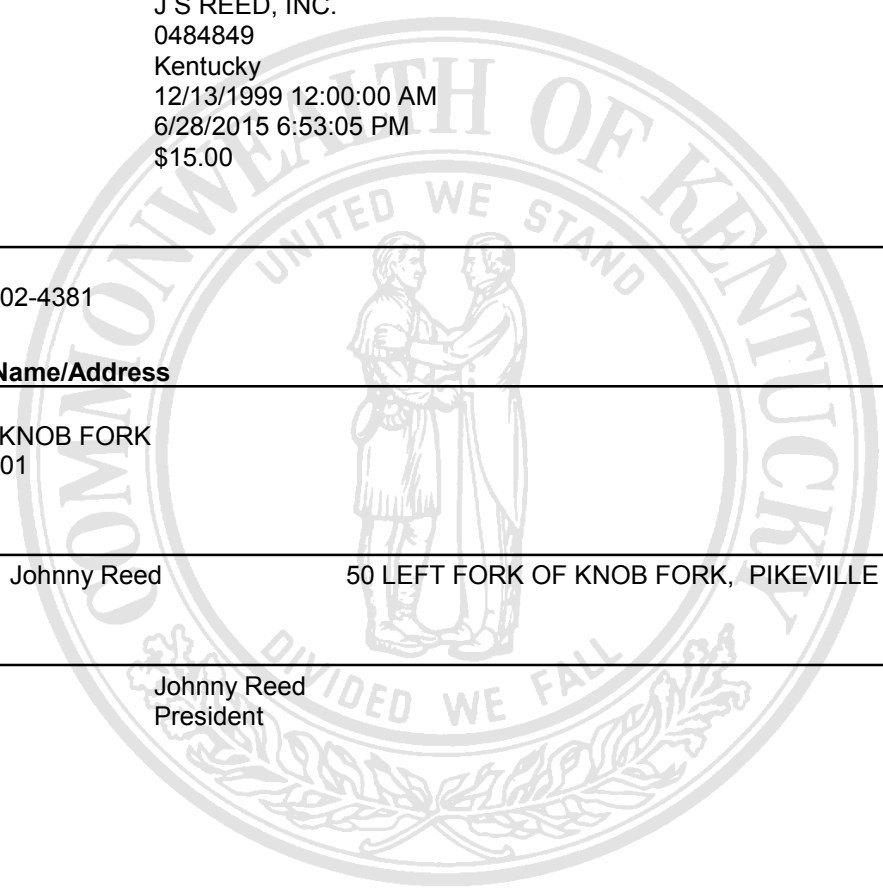 J S REED, INC.
0484849
Kentucky
12/13/1999 12:00:00 AM
6/28/2015 6:53:05 PM
$15.00
02-4381
Name/Address
KNOB FORK
01
Johnny Reed 50 LEFT FORK OF KNOB FORK, PIKEVILLE
Johnny Reed
President
COMMONWEALTH OF KENTUCKY
UNITED WE STAND
DIVIDED WE FALL